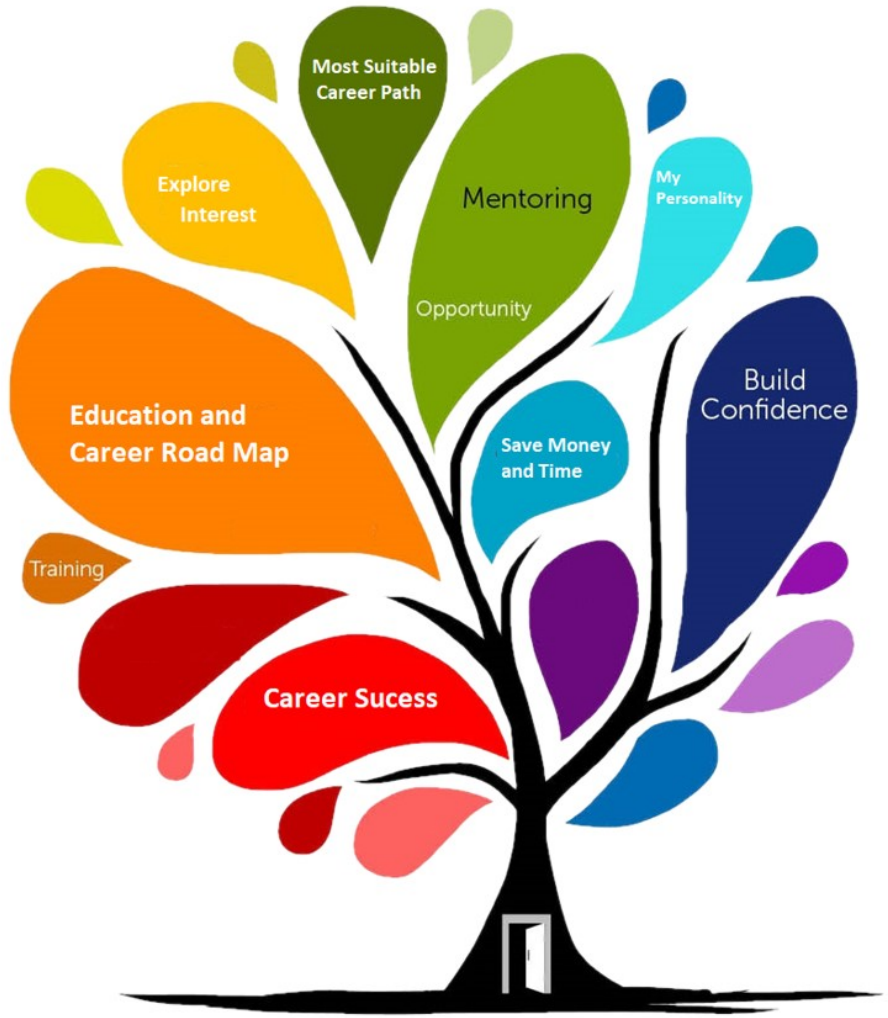 Most Suitable
Career Path
Explore
Interest
Mentoring
My
Personality
Opportunity
Build
Confidence
Education and
Career Road Map
Save Money
and Time
Training
Career Sucess